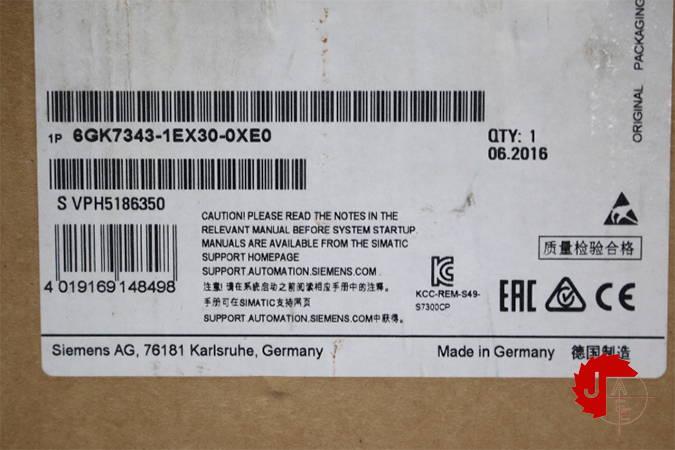 ORIGINAL PACKAGING
1P 6GK7343-1EX30-0XE0
QTY: 1
06.2016
S VPH5186350
CAUTION! PLEASE READ THE NOTES IN THE
RELEVANT MANUAL BEFORE SYSTEM STARTUP.
MANUALS ARE AVAILABLE FROM THE SIMATIC
SUPPORT HOMEPAGE
SUPPORT.AUTOMATION.SIEMENS.COM .
注意! 请在系统启动之前阅读相应手册中的注释。
手册可在SIMATIC支持网页
SUPPORT.AUTOMATION.SIEMENS.COM中获得。
4 019169 148498
KCC-REM-S49-
S7300CP
质量检验合格
EAC CE
Siemens AG, 76181 Karlsruhe, Germany
Made in Germany 德国制造
J